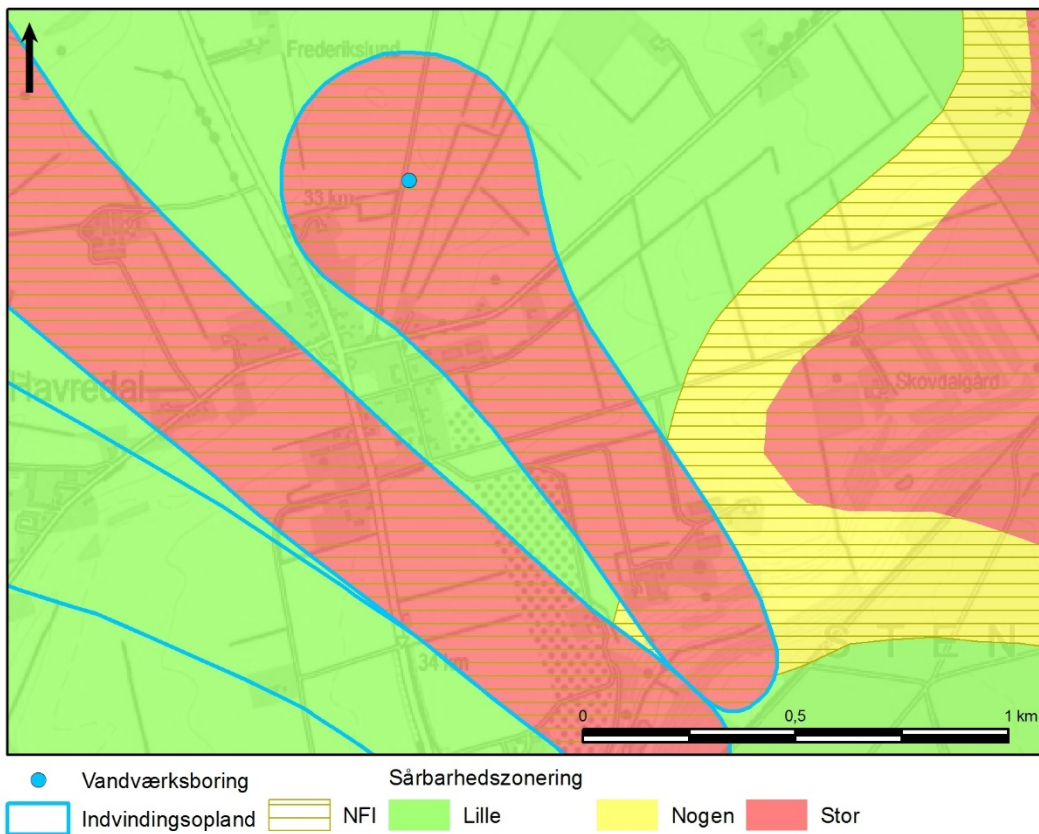 Frederikslund
33 km
Havredal
Skovdalgård
STEN
34 km
0 0,5 1 km
Vandværksboring
Sårbarhedszonering
Indvindingsopland NFI Lille Nogen Stor